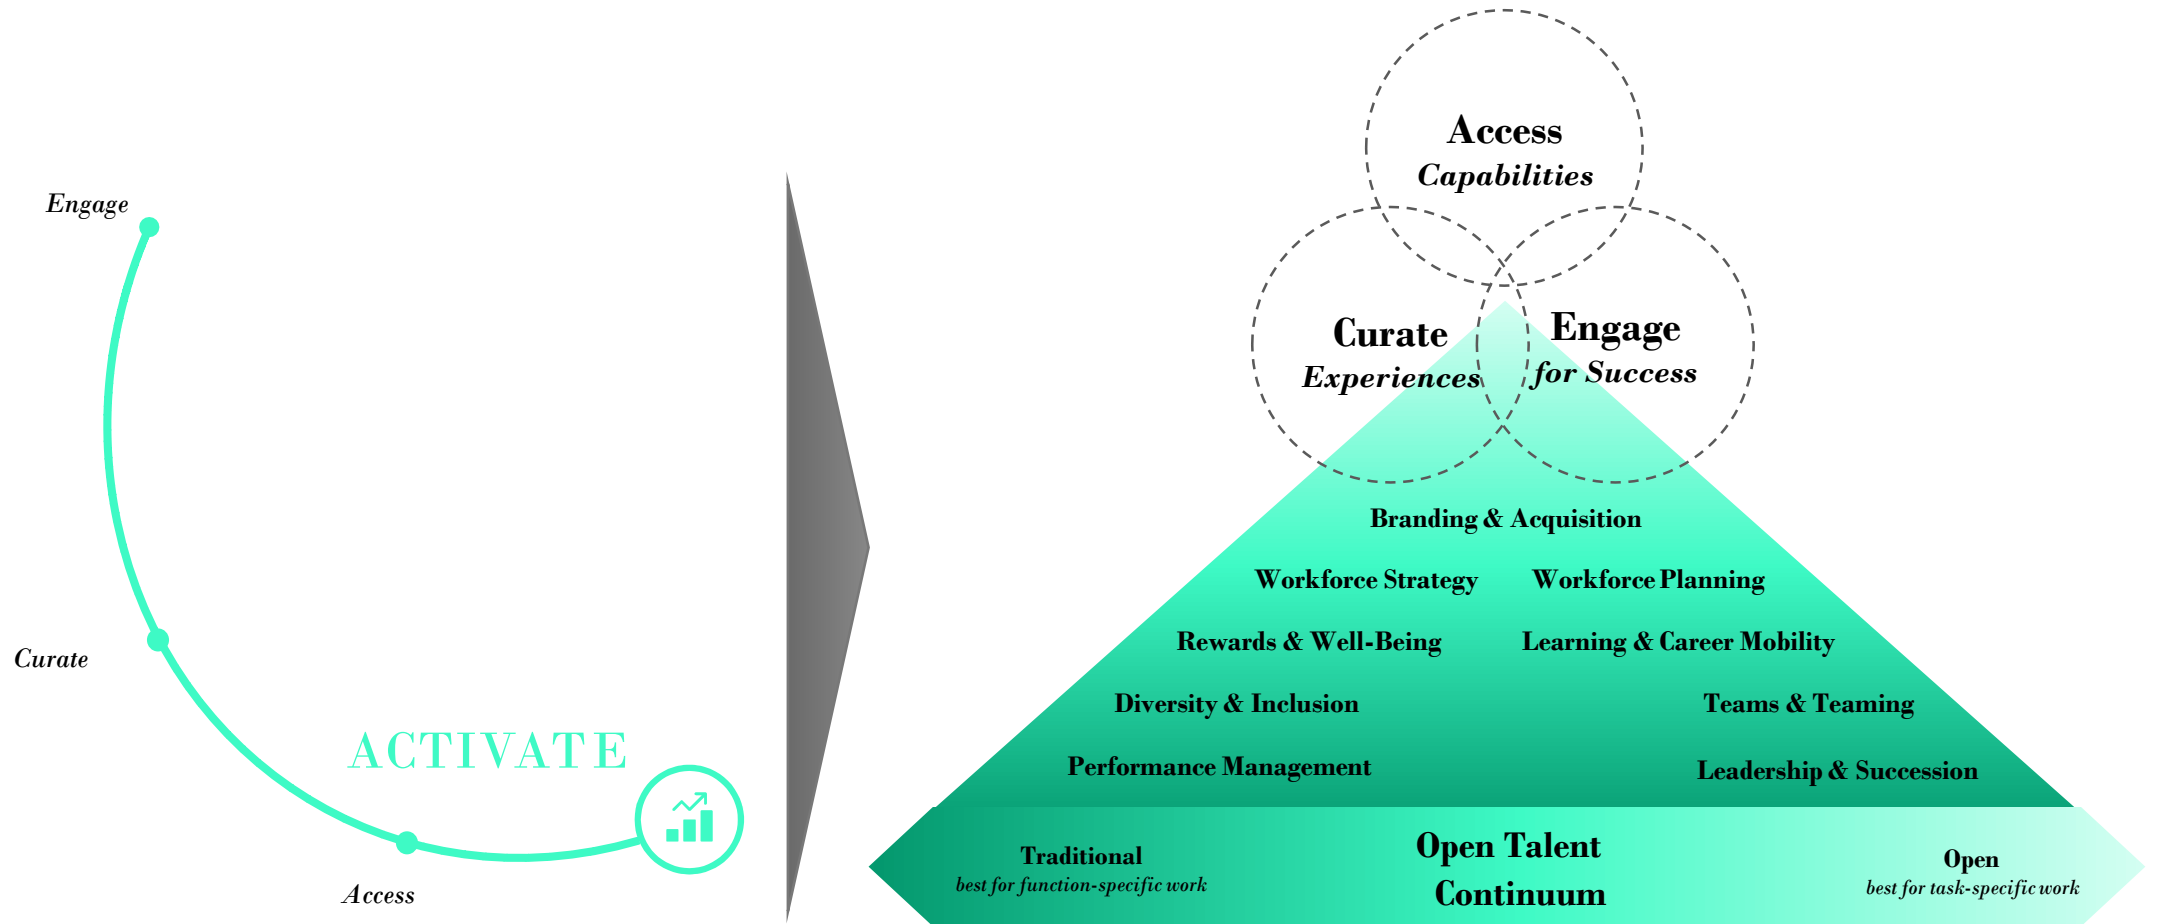 Engage
Curate
ACTIVATE
Access
Access
Capabilities
Curate
Experiences
Engage
for Success
Branding & Acquisition
Workforce Strategy
Workforce Planning
Rewards & Well-Being
Learning & Career Mobility
Diversity & Inclusion
Teams & Teaming
Performance Management
Leadership & Succession
Traditional
best for function-specific work
Open Talent
Continuum
Open
best for task-specific work